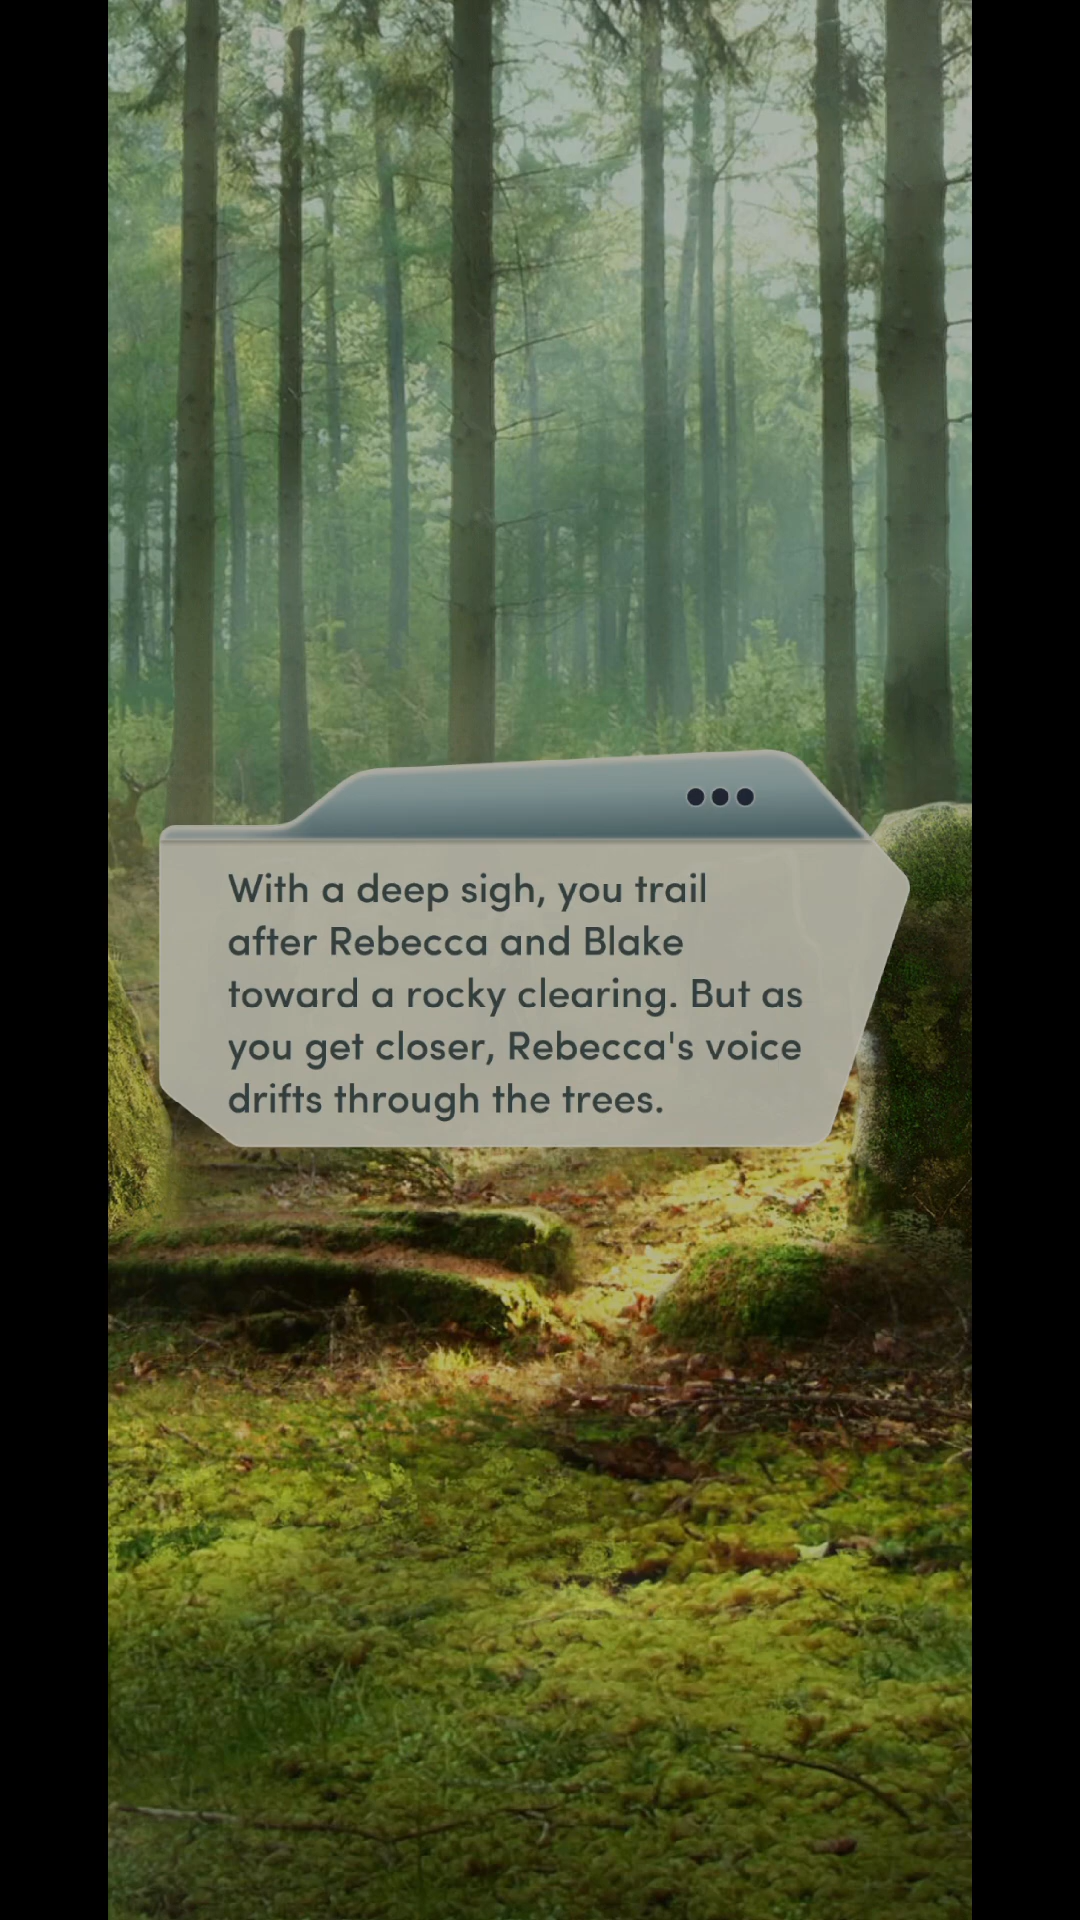 With a deep sigh, you trail
after Rebecca and Blake
toward a rocky clearing. But as
you get closer, Rebecca's voice
drifts through the trees.